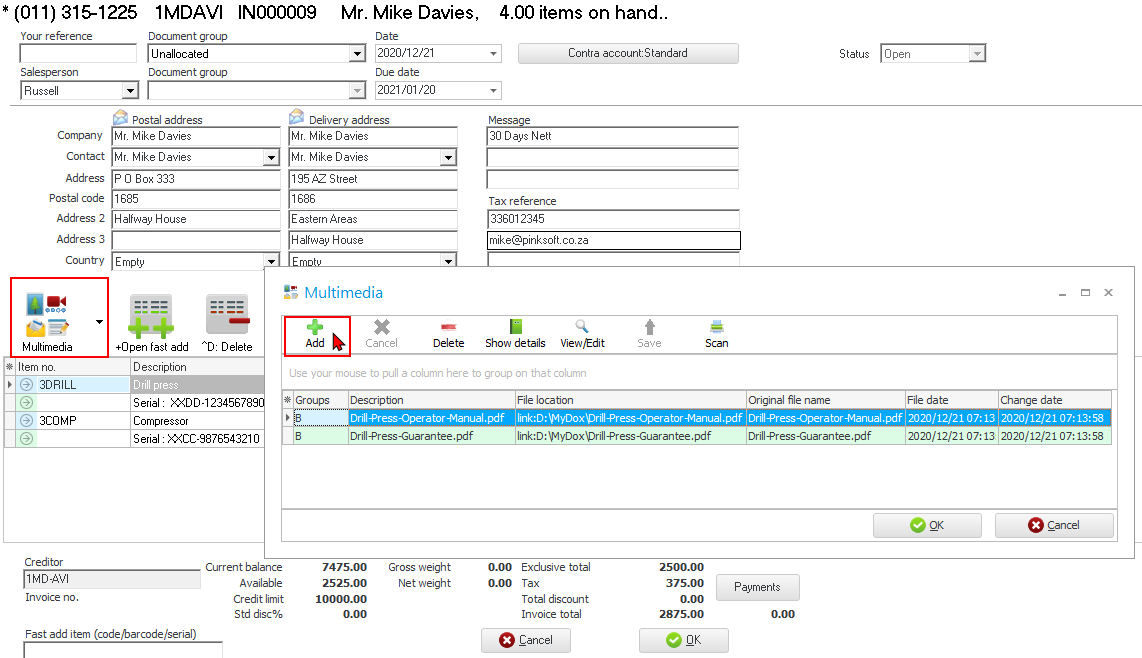 * (011) 315-1225 1MDAVI IN000009 Mr. Mike Davies, 4.00 items on hand..
Your reference Document group Date
Unallocated 2020/12/21 Contra account:Standard Status Open
Salesperson Document group Due date
Russell 2021/01/20
Postal address Delivery address Message
Company Mr. Mike Davies Mr. Mike Davies 30 Days Nett
Contact Mr. Mike Davies Mr. Mike Davies
Address P O Box 333 195 AZ Street
Postal code 1685 1686 Tax reference
Address 2 Halfway House Eastern Areas 336012345
Address 3 Halfway House mike@pinksoft.co.za
Country Empty Empty
Multimedia +Open fast add ^D: Delete
Item no. Description
3DRILL Drill press
Serial : XXDD-1234567890
3COMP Compressor
Serial : XXCC-9876543210
Multimedia
Add Cancel Delete Show details View/Edit Save Scan
Use your mouse to pull a column here to group on that column
Groups Description File location Original file name File date Change date
B Drill-Press-Operator-Manual.pdf link:D:\MyDox\Drill-Press-Operator-Manual.pdf Drill-Press-Operator-Manual.pdf 2020/12/21 07:13 2020/12/21 07:13:58
B Drill-Press-Guarantee.pdf link:D:\MyDox\Drill-Press-Guarantee.pdf Drill-Press-Guarantee.pdf 2020/12/21 07:13 2020/12/21 07:13:58
OK Cancel
Creditor Current balance 7475.00 Gross weight 0.00 Exclusive total 2500.00
1MD-AVI Available 2525.00 Net weight 0.00 Tax 375.00 Payments
Invoice no. Credit limit 10000.00 Total discount 0.00
Std disc% 0.00 Invoice total 2875.00 0.00
Fast add item (code/barcode/serial)
Cancel OK